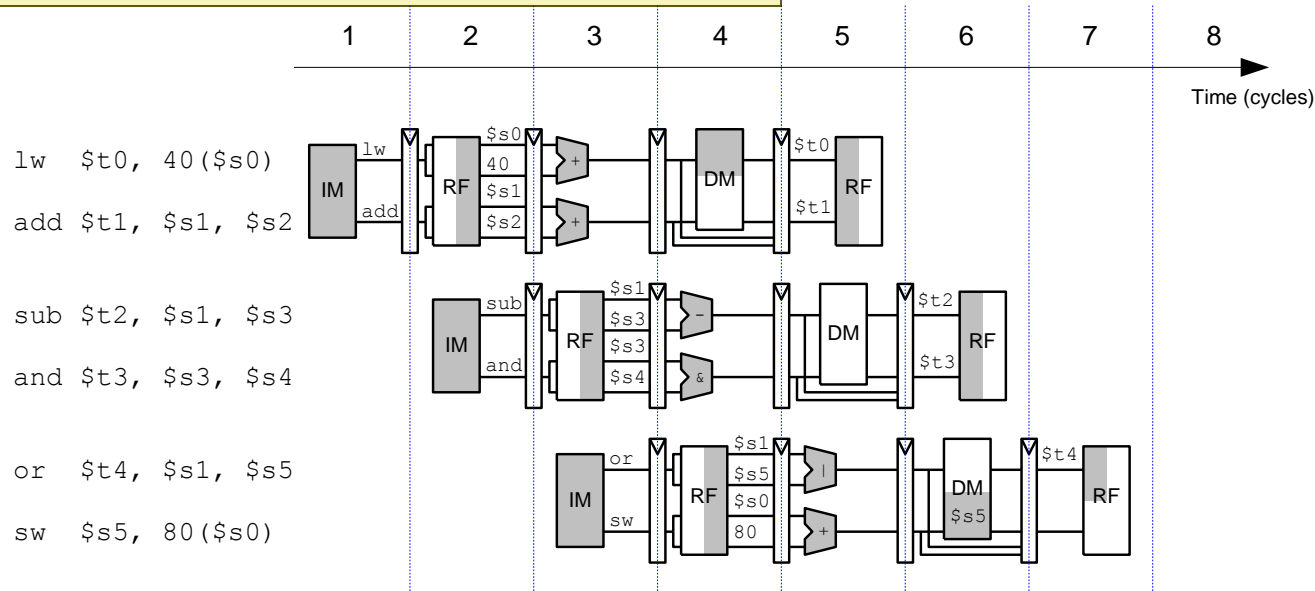 1 2 3 4 5 6 7 8
Time (cycles)
lw $t0, 40($s0)
add $t1, $s1, $s2
IM
lw
add
RF
$s0
40
$s1
$s2
+
+
DM
$t0
$t1
RF
sub $t2, $s1, $s3
and $t3, $s3, $s4
IM
sub
and
RF
$s1
$s3
$s3
$s4
-
&
DM
$t2
$t3
RF
or $t4, $s1, $s5
sw $s5, 80($s0)
IM
or
sw
RF
$s1
$s5
$s0
80
|
+
DM
$s5
$t4
RF